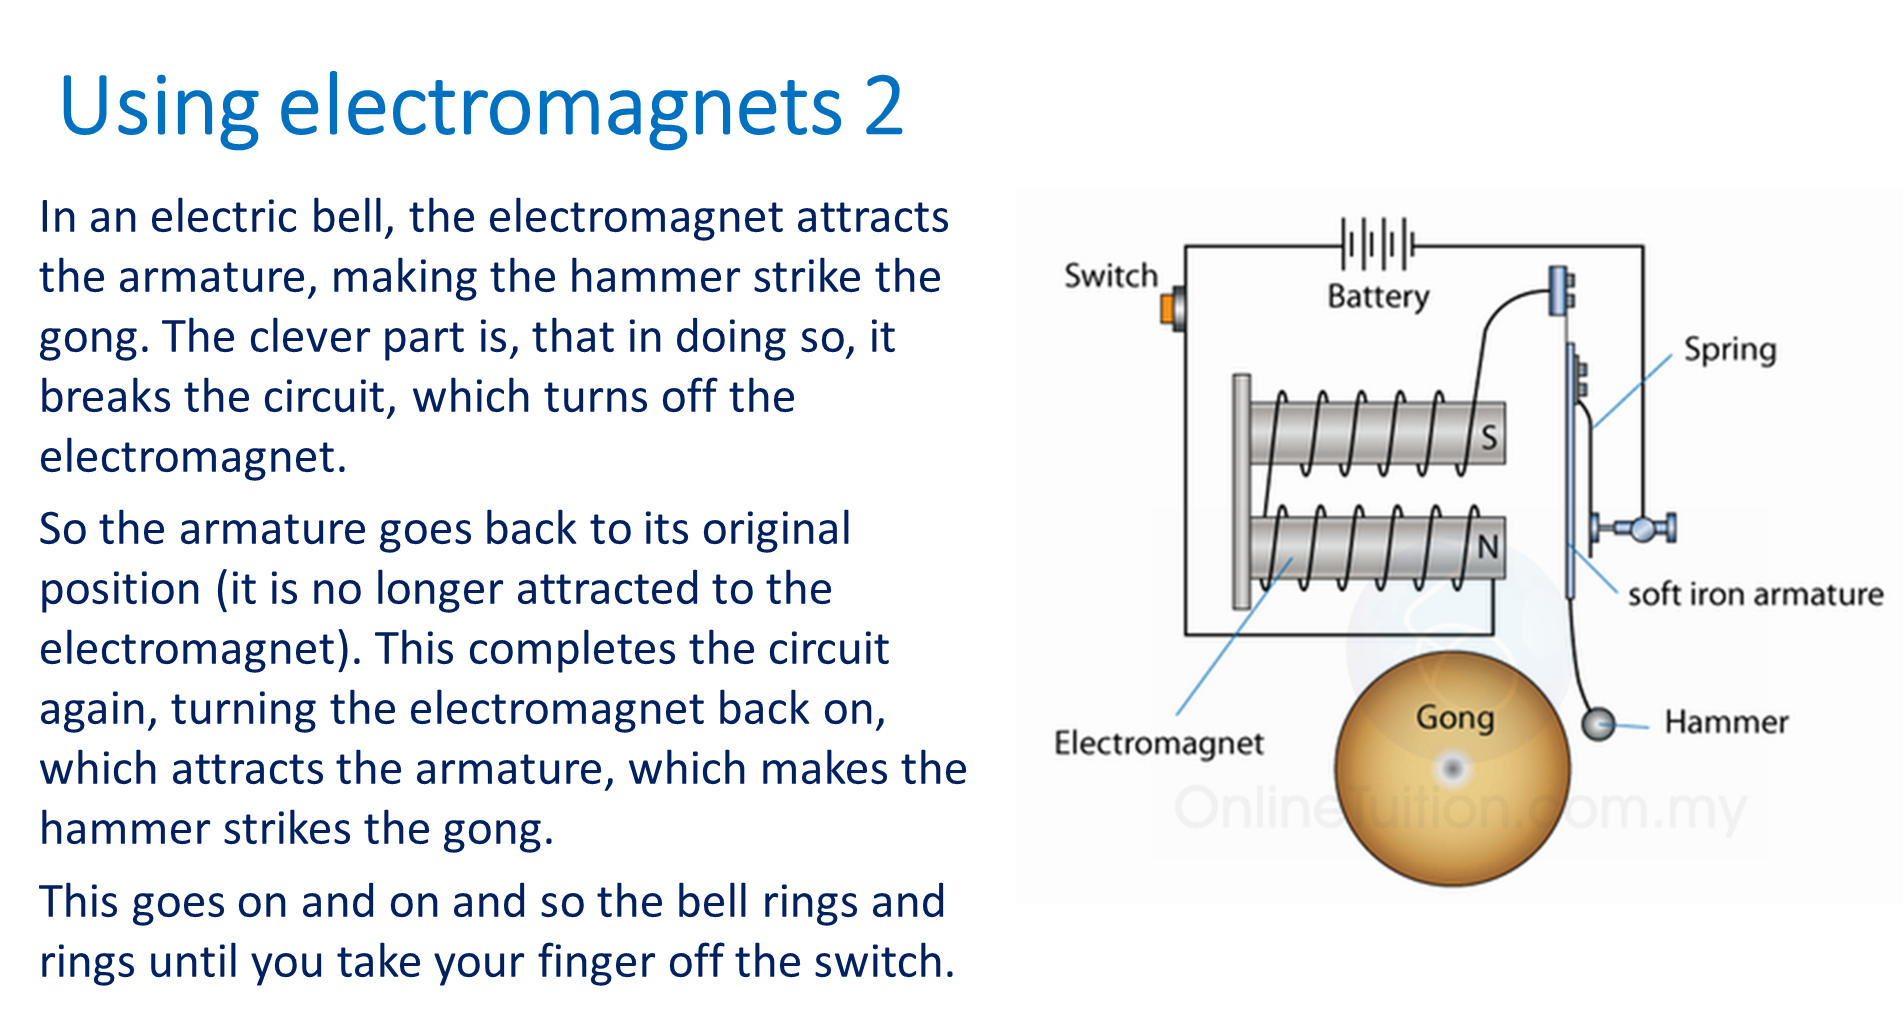 Using electromagnets 2
In an electric bell, the electromagnet attracts
the armature, making the hammer strike the
gong. The clever part is, that in doing so, it
breaks the circuit, which turns off the
electromagnet.
So the armature goes back to its original
position (it is no longer attracted to the
electromagnet). This completes the circuit
again, turning the electromagnet back on,
which attracts the armature, which makes the
hammer strikes the gong.
This goes on and on and so the bell rings and
rings until you take your finger off the switch.
Switch
Battery
Spring
S
N
soft iron armature
Gong
Hammer
Electromagnet
OnlineTuition.com.my